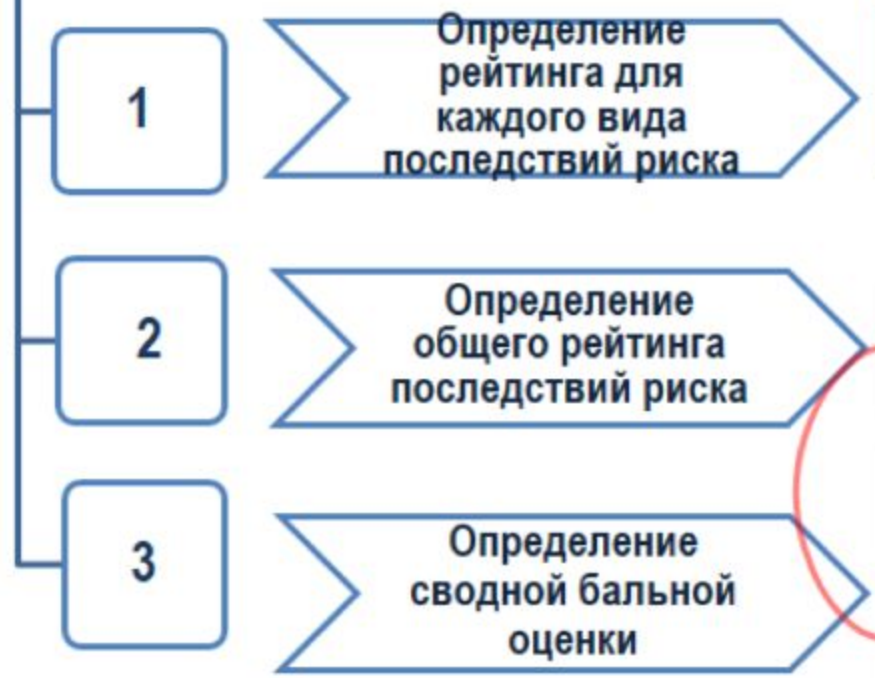 1
Определение
рейтинга для
каждого вида
последствий риска
2
Определение
общего рейтинга
последствий риска
3
Определение
сводной бальной
оценки